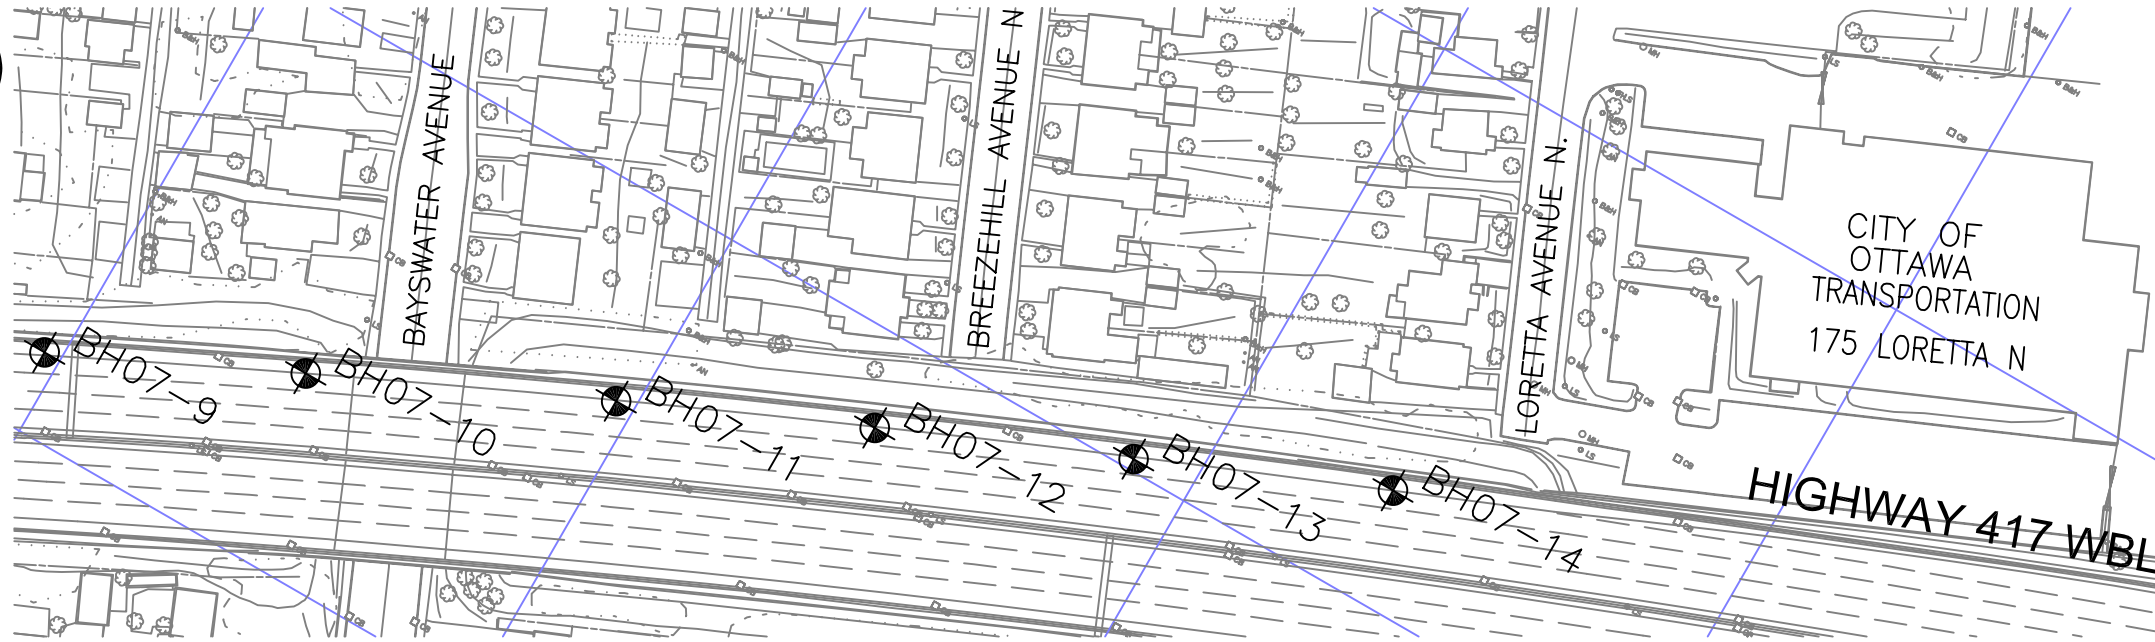 BAYSWATER AVENUE
BREEZEHILL AVENUE N
LORETTA AVENUE N.
CITY OF
OTTAWA
TRANSPORTATION
175 LORETTA N
BH07-9
BH07-10
BH07-11
BH07-12
BH07-13
BH07-14
HIGHWAY 417 WBL